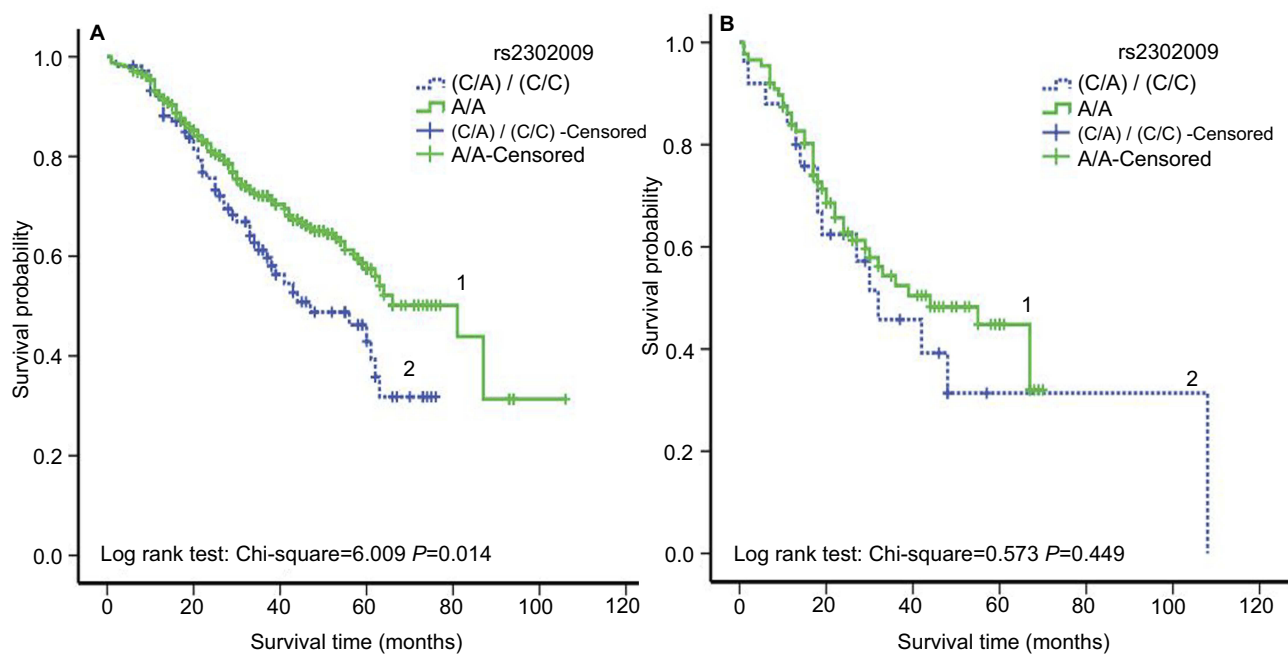 A
rs2302009
(C/A) / (C/C)
A/A
(C/A) / (C/C) -Censored
A/A-Censored
Survival probability
1.0
0.8
0.6
0.4
0.2
0.0
1
2
Log rank test: Chi-square=6.009 P=0.014
0 20 40 60 80 100 120
Survival time (months)
B
rs2302009
(C/A) / (C/C)
A/A
(C/A) / (C/C) -Censored
A/A-Censored
Survival probability
1.0
0.8
0.6
0.4
0.2
0.0
1
2
Log rank test: Chi-square=0.573 P=0.449
0 20 40 60 80 100 120
Survival time (months)